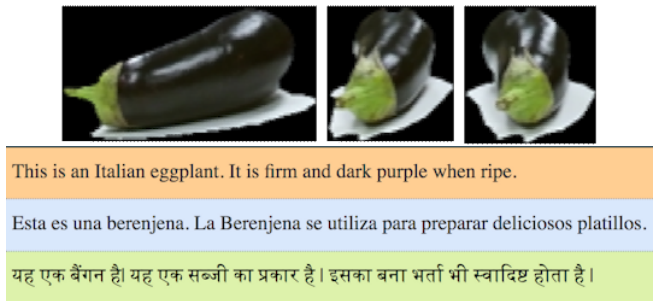 This is an Italian eggplant. It is firm and dark purple when ripe.
Esta es una berenjena. La Berenjena se utiliza para preparar deliciosos platillos.
यह एक बैंगन है। यह एक सब्जी का प्रकार है । इसका बना भर्ता भी स्वादिष्ट होता है ।